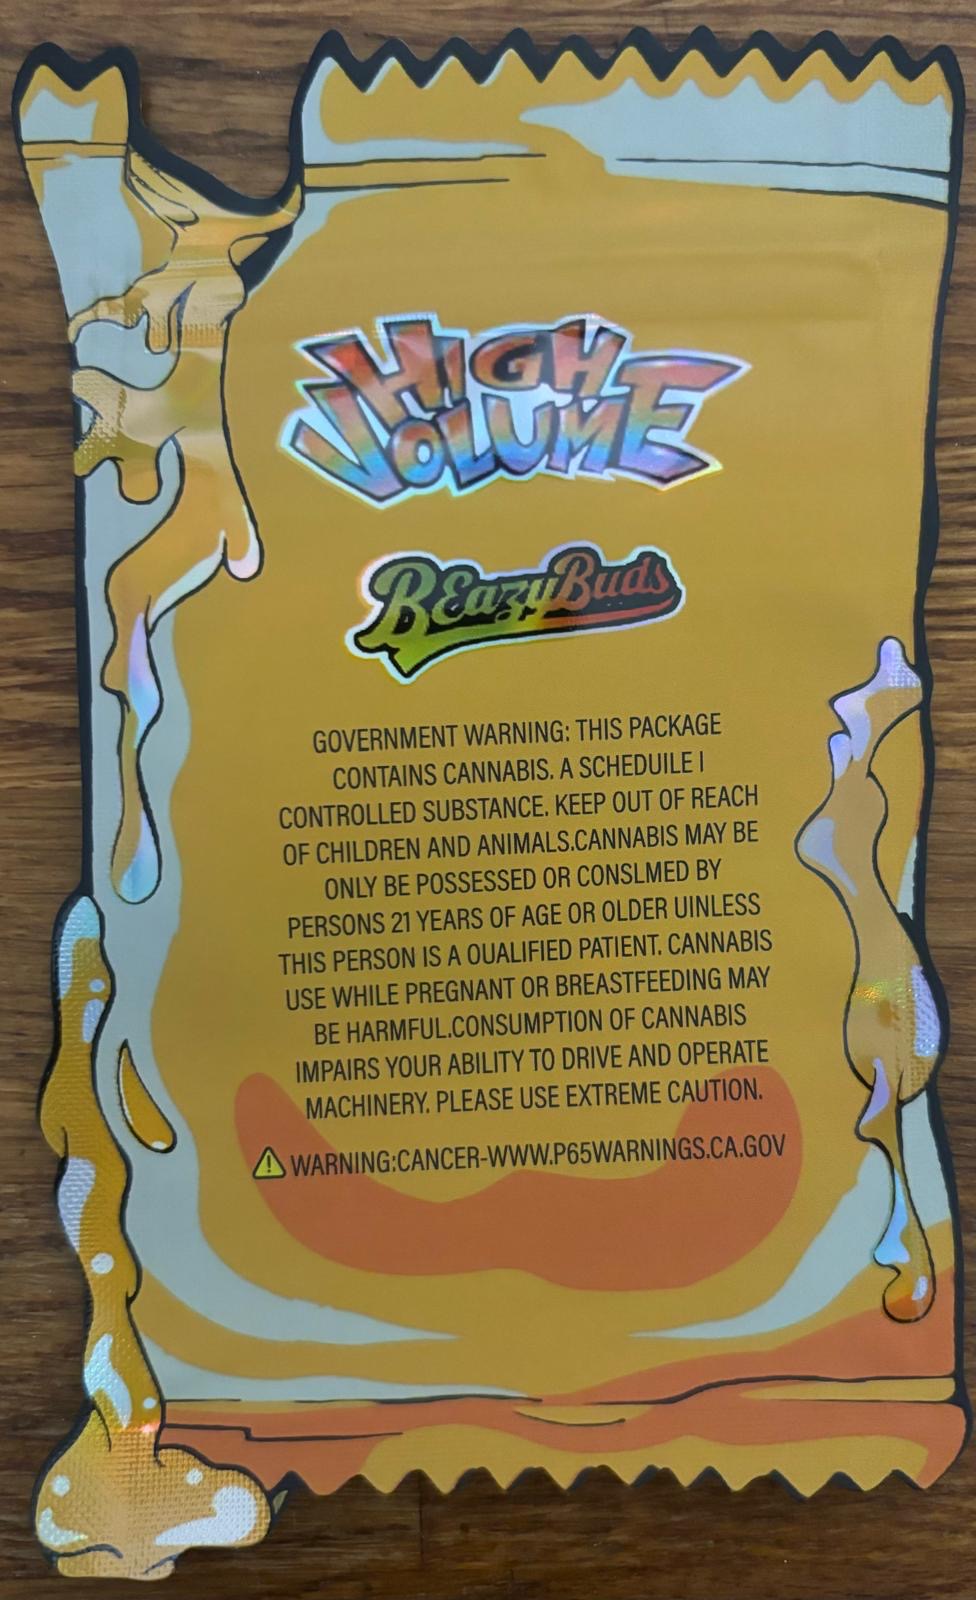 HIGH
VOLUME
BEazyBuds
GOVERNMENT WARNING: THIS PACKAGE
CONTAINS CANNABIS. A SCHEDUILE I
CONTROLLED SUBSTANCE. KEEP OUT OF REACH
OF CHILDREN AND ANIMALS.CANNABIS MAY BE
ONLY BE POSSESSED OR CONSLMED BY
PERSONS 21 YEARS OF AGE OR OLDER UINLESS
THIS PERSON IS A OUALIFIED PATIENT. CANNABIS
USE WHILE PREGNANT OR BREASTFEEDING MAY
BE HARMFUL.CONSUMPTION OF CANNABIS
IMPAIRS YOUR ABILITY TO DRIVE AND OPERATE
MACHINERY. PLEASE USE EXTREME CAUTION.
WARNING:CANCER-WWW.P65WARNINGS.CA.GOV